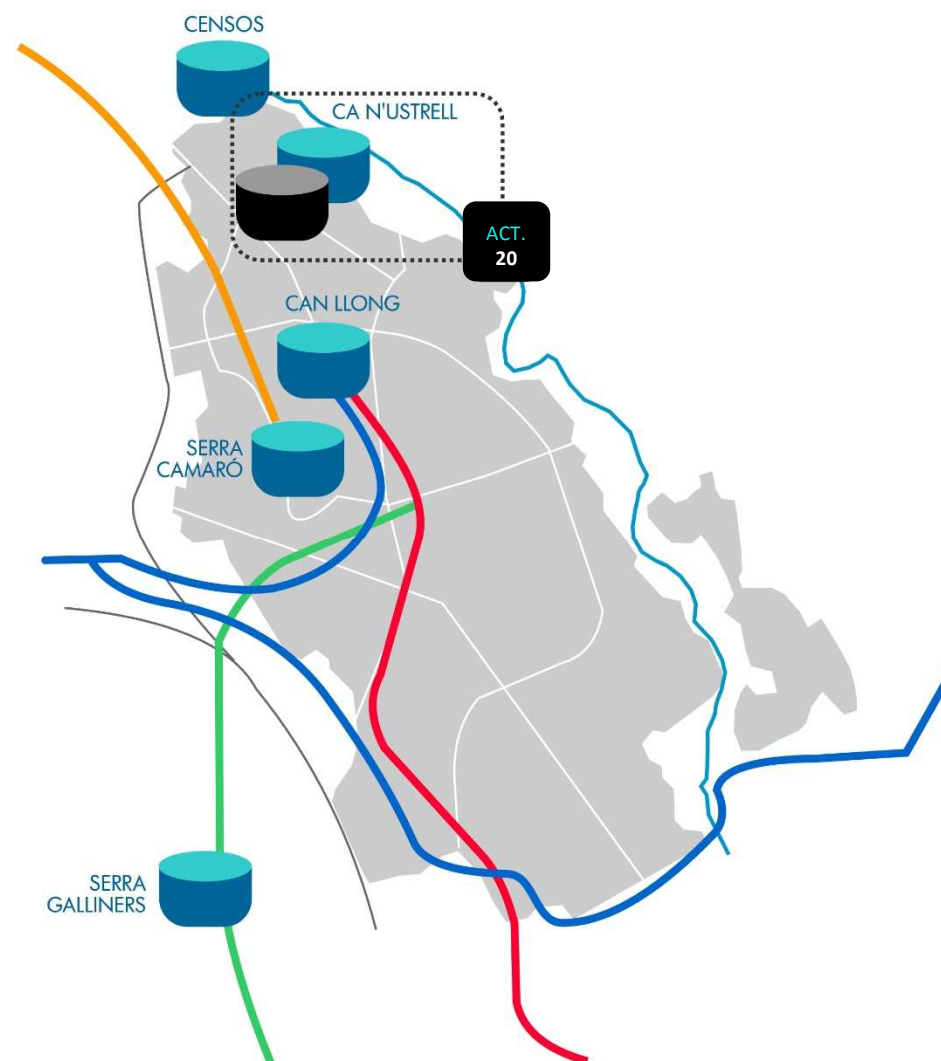 CENSOS
CA N'USTRELL
ACT.
20
CAN LLONG
SERRA
CAMARÓ
SERRA
GALLINERS